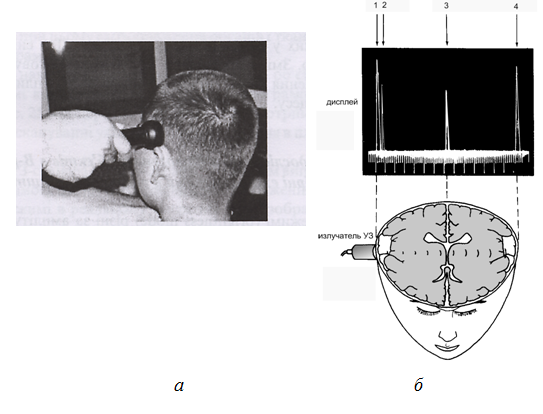 1 2 3 4
дисплей
излучатель УЗ
а б